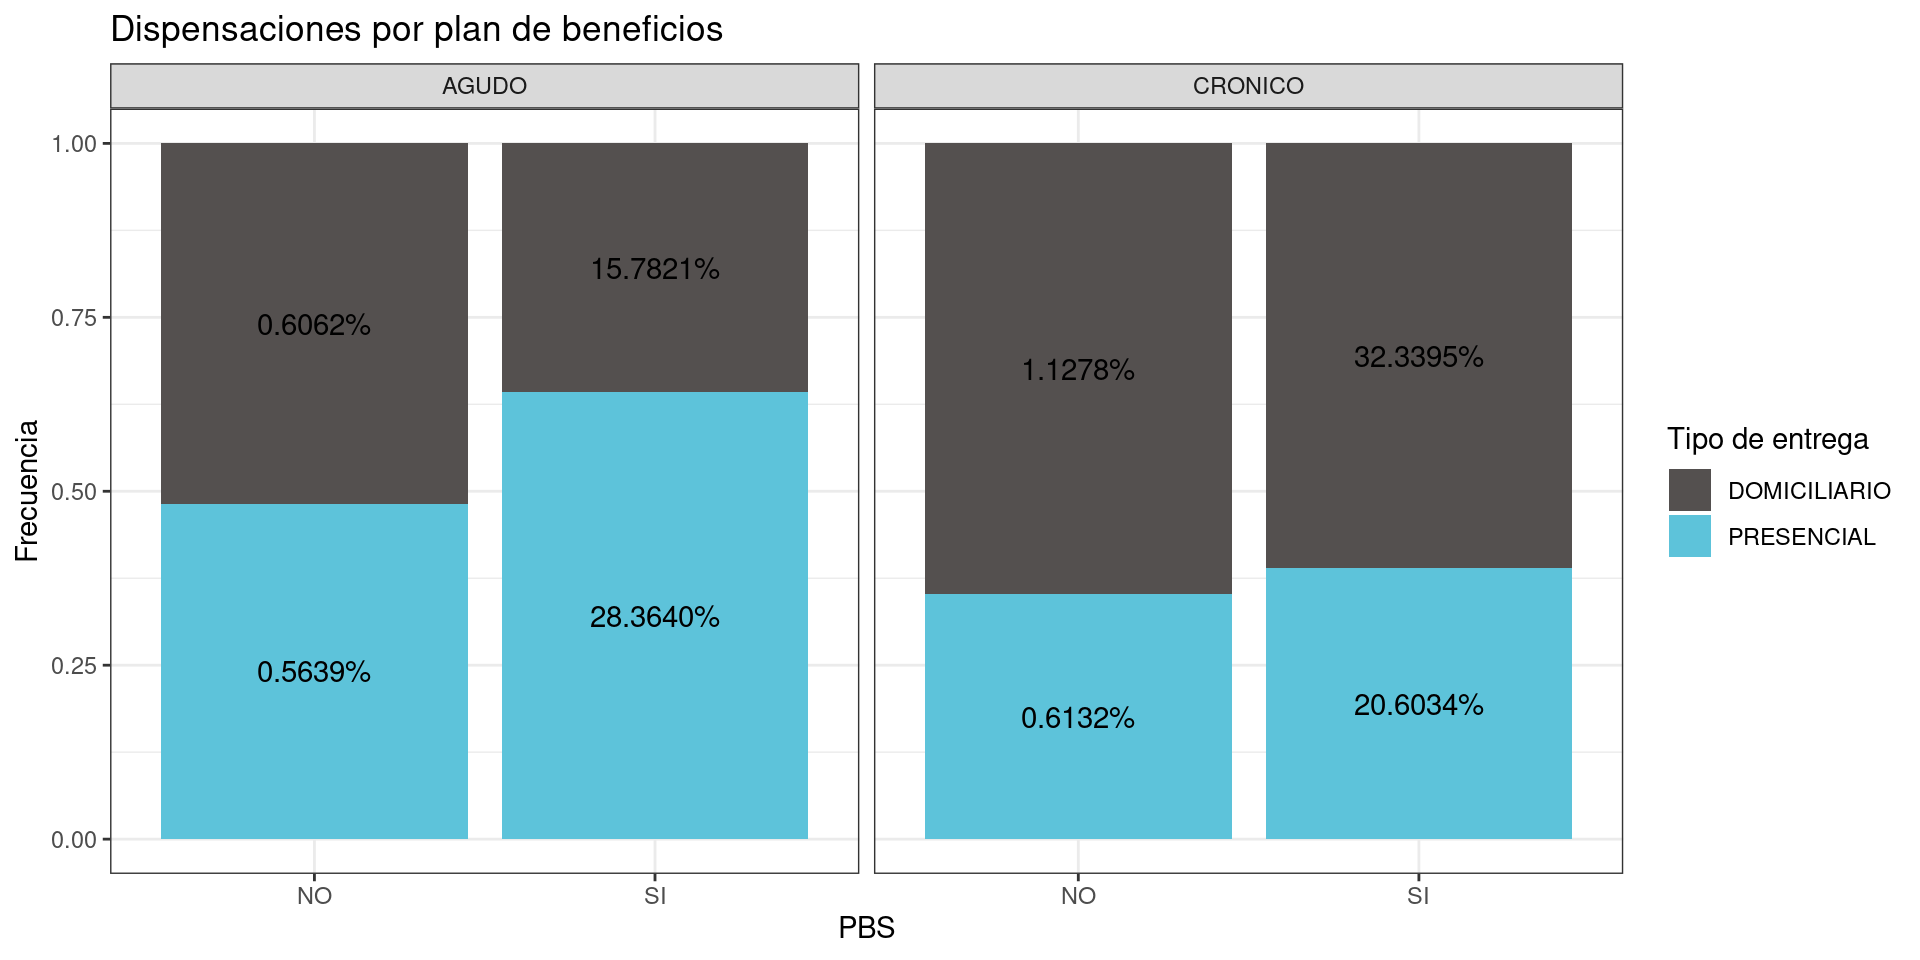 Dispensaciones por plan de beneficios
AGUDO
CRONICO
Frecuencia
1.00
0.75
0.50
0.25
0.00
0.6062%
0.5639%
15.7821%
28.3640%
1.1278%
0.6132%
32.3395%
20.6034%
NO
SI
NO
SI
PBS
Tipo de entrega
DOMICILIARIO
PRESENCIAL